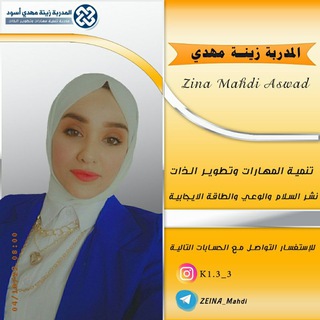 المدربة زينة مهدي أسود
المدربة زينة مهدي
Zina Mahdi Aswad
تنمية المهارات وتطوير الذات
نشر السلام والوعي والطاقة الايجابية
للإستفسار التواصل مع الحسابات التالية
K1.3_3
ZEINA_Mahdi